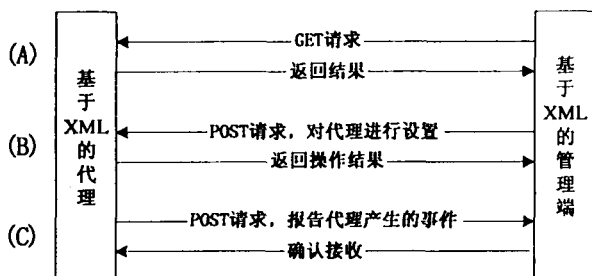 (A)
GET请求
返回结果
基于XML的代理
基于XML的管理端
(B)
POST请求，对代理进行设置
返回操作结果
(C)
POST请求，报告代理产生的事件
确认接收